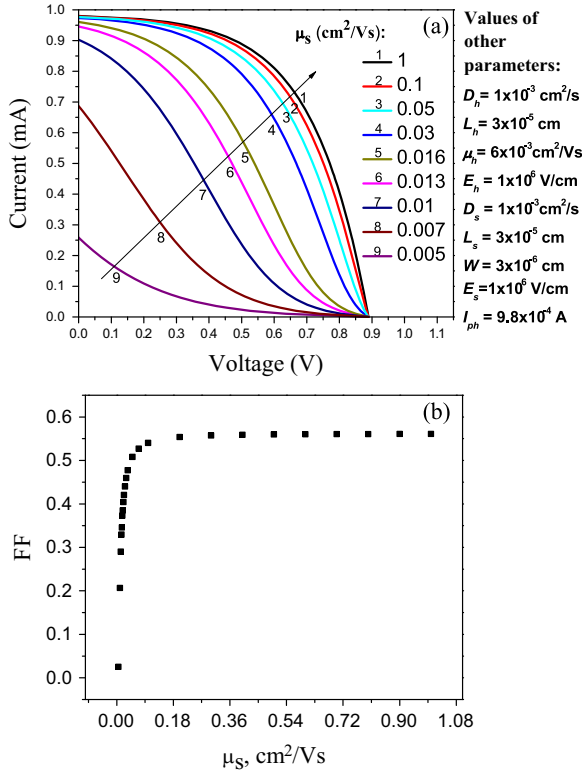 (a)
μs (cm²/Vs):
1 1
2 0.1
3 0.05
4 0.03
5 0.016
6 0.013
7 0.01
8 0.007
9 0.005
1
2
3
4
5
6
7
8
9
Current (mA)
1.0
0.9
0.8
0.7
0.6
0.5
0.4
0.3
0.2
0.1
0.0
0.0 0.1 0.2 0.3 0.4 0.5 0.6 0.7 0.8 0.9 1.0 1.1
Voltage (V)
Values of
other
parameters:
Dh= 1x10⁻³ cm²/s
Lh= 3x10⁻⁵ cm
μh= 6x10⁻³cm²/Vs
Eh= 1x10⁶ V/cm
Ds= 1x10⁻³cm²/s
Ls= 3x10⁻⁵ cm
W = 3x10⁻⁶ cm
Es=1x10⁶ V/cm
Iph= 9.8x10⁻⁴ A
(b)
FF
0.6
0.5
0.4
0.3
0.2
0.1
0.0
0.00 0.18 0.36 0.54 0.72 0.90 1.08
μs, cm²/Vs